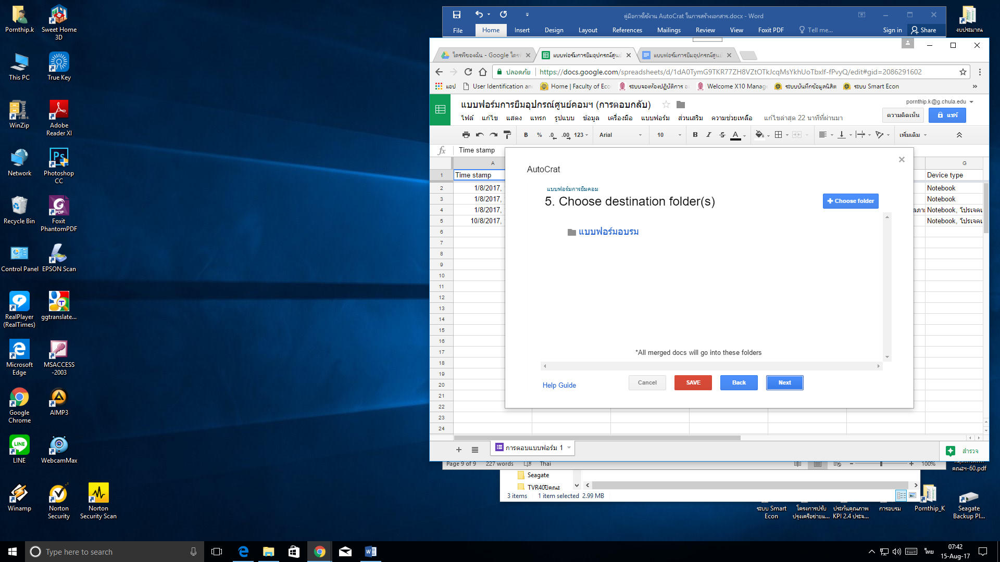 Pornthip.k
Sweet Home 3D
This PC
True Key
WinZip
Adobe Reader XI
Network
Photoshop CC
Recycle Bin
Foxit PhantomPDF
Control Panel
EPSON Scan
RealPlayer (RealTimes)
ggtranslate...
Microsoft Edge
MSACCESS -2003
Google Chrome
AIMP3
LINE
WebcamMax
Winamp
Norton Security
Norton Security Scan
คู่มือการใช้งาน AutoCrat ในการสร้างเอกสาร.docx - Word
File Home Insert Design Layout References Mailings Review View Foxit PDF Tell me... Sign in Share
งบประมาณ
ไดรฟ์ของฉัน - Google ไดรฟ์
แบบฟอร์มการยืมอุปกรณ์ศูนย์
แบบฟอร์มการยืมอุปกรณ์ศูนย์
ปลอดภัย https://docs.google.com/spreadsheets/d/1dA0TymG9TKR77ZH8VZtOTkJcqMsYkhUoTbxIf-fPvyQ/edit#gid=2086291602
แอป User Identification and Home | Faculty of Eco ระบบจองห้องปฏิบัติการ Welcome X10 Manage ระบบบันทึกข้อมูลนิสิต ระบบ Smart Econ
แบบฟอร์มการยืมอุปกรณ์ศูนย์คอมฯ (การตอบกลับ)
pornthip.k@g.chula.edu
ไฟล์ แก้ไข แสดง แทรก รูปแบบ ข้อมูล เครื่องมือ แบบฟอร์ม ส่วนเสริม ความช่วยเหลือ แก้ไขล่าสุด 22 นาทีที่ผ่านมา
ความคิดเห็น แชร์
B % .0 .00 123 Arial 10 B I S A เพิ่มเติม
fx Time stamp
A G
1 Time stamp Device type
2 1/8/2017, Notebook
3 1/8/2017, Notebook
4 1/8/2017, Notebook, โปรเจคเ
5 10/8/2017, Notebook, โปรเจคเ
6
7
8
9
10
11
12
13
14
15
16
17
18
19
20
21
22
23
24
AutoCrat
แบบฟอร์มการยืมคอม
5. Choose destination folder(s)
Choose folder
แบบฟอร์มอบรม
*All merged docs will go into these folders
Help Guide
Cancel SAVE Back Next
การตอบแบบฟอร์ม 1
สำรวจ
Page 9 of 9 227 words Thai 100%
คณะฯ-60.pdf
Seagate
TVR40ปีคณะ
3 items 1 item selected 2.99 MB
ระบบ Smart Econ
โครงการปรับปรุงเครือข่ายแ...
ประกันคุณภาพ KPI 2.4 ประจ...
การอบรม
Pornthip_K
Seagate Backup Pl...
Type here to search
ไทย
07:42
15-Aug-17